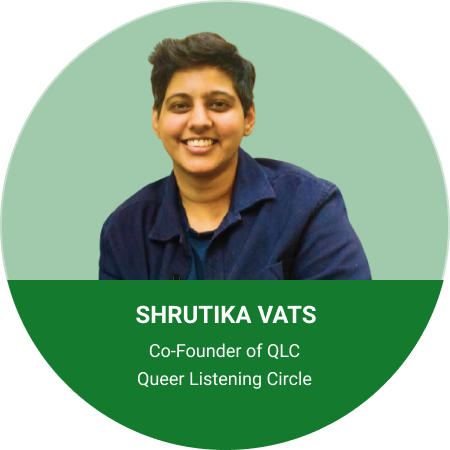 SHRUTIKA VATS
Co-Founder of QLC
Queer Listening Circle